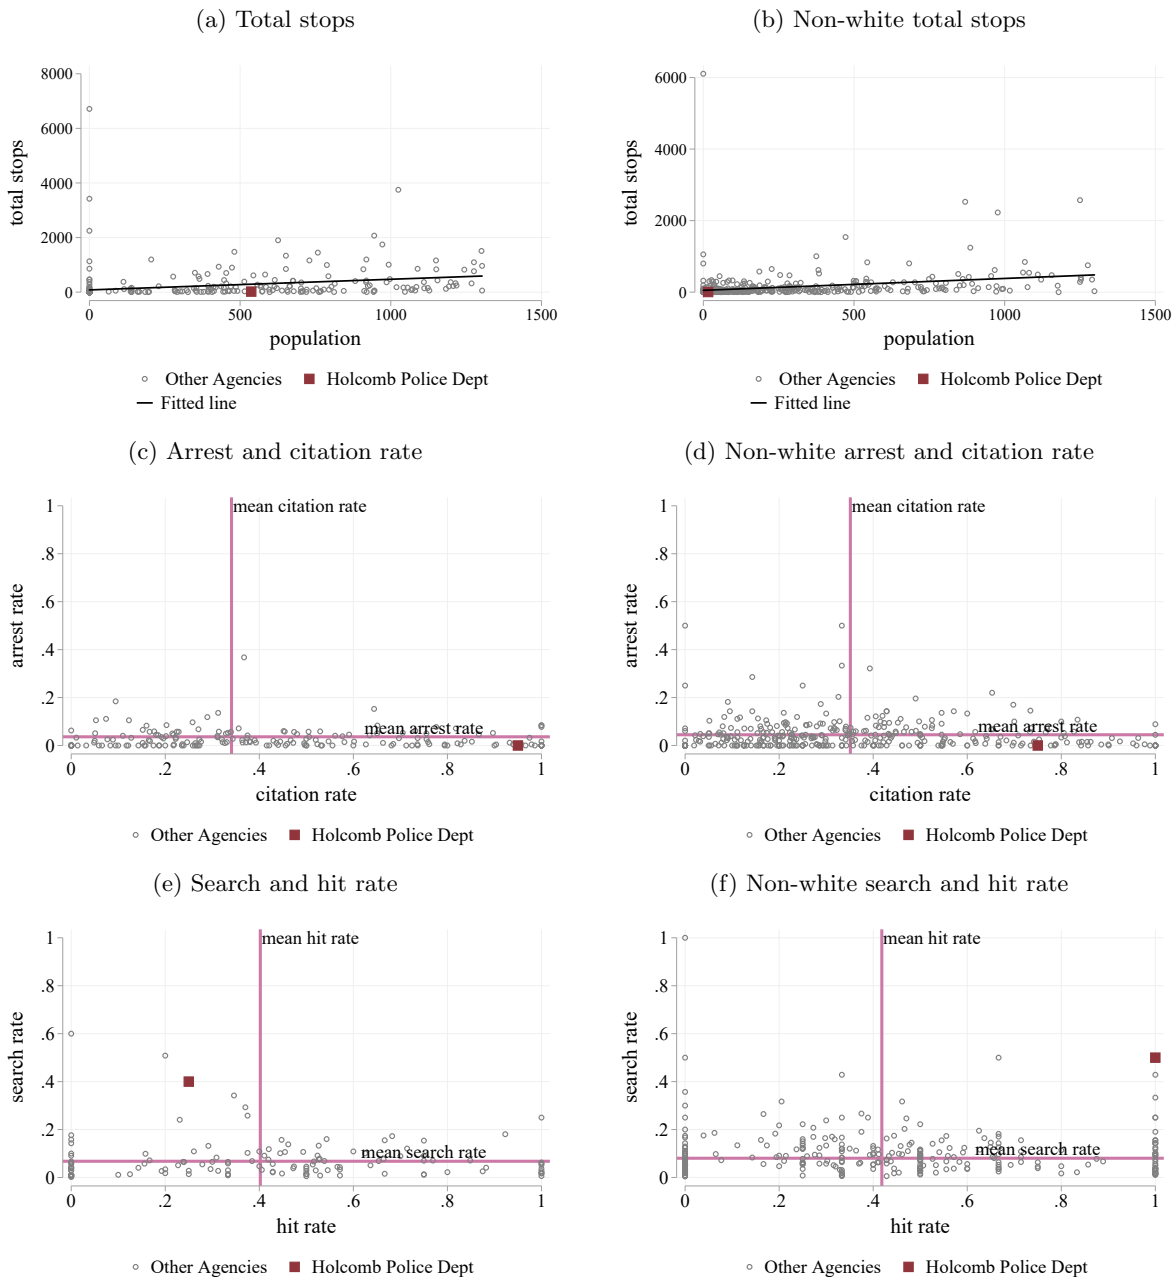 (a) Total stops
(b) Non-white total stops
total stops
8000
6000
4000
2000
0
0 500 1000 1500
population
Other Agencies Holcomb Police Dept
Fitted line
total stops
6000
4000
2000
0
0 500 1000 1500
population
Other Agencies Holcomb Police Dept
Fitted line
(c) Arrest and citation rate
(d) Non-white arrest and citation rate
arrest rate
1
.8
.6
.4
.2
0
mean citation rate
mean arrest rate
0 .2 .4 .6 .8 1
citation rate
Other Agencies Holcomb Police Dept
arrest rate
1
.8
.6
.4
.2
0
mean citation rate
mean arrest rate
0 .2 .4 .6 .8 1
citation rate
Other Agencies Holcomb Police Dept
(e) Search and hit rate
(f) Non-white search and hit rate
search rate
1
.8
.6
.4
.2
0
mean hit rate
mean search rate
0 .2 .4 .6 .8 1
hit rate
Other Agencies Holcomb Police Dept
search rate
1
.8
.6
.4
.2
0
mean hit rate
mean search rate
0 .2 .4 .6 .8 1
hit rate
Other Agencies Holcomb Police Dept